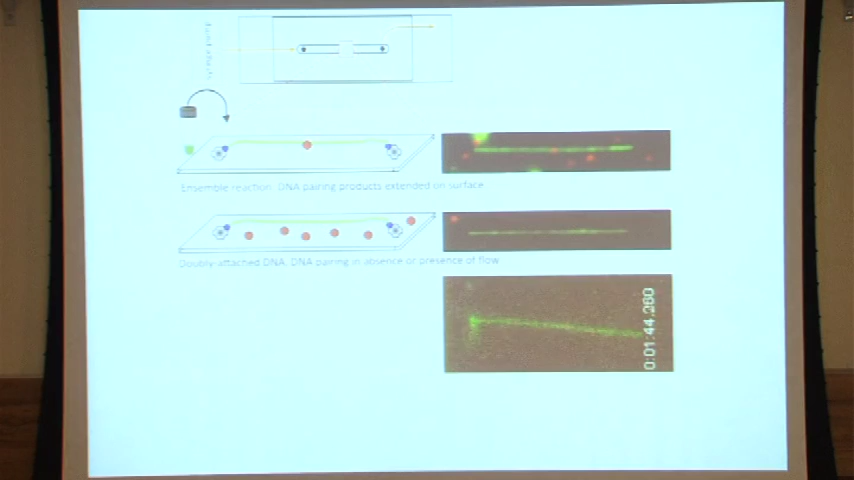 Ensemble reaction: DNA pairing products extended on surface
Doubly-attached DNA: DNA pairing in absence or presence of flow
0:01:44.260